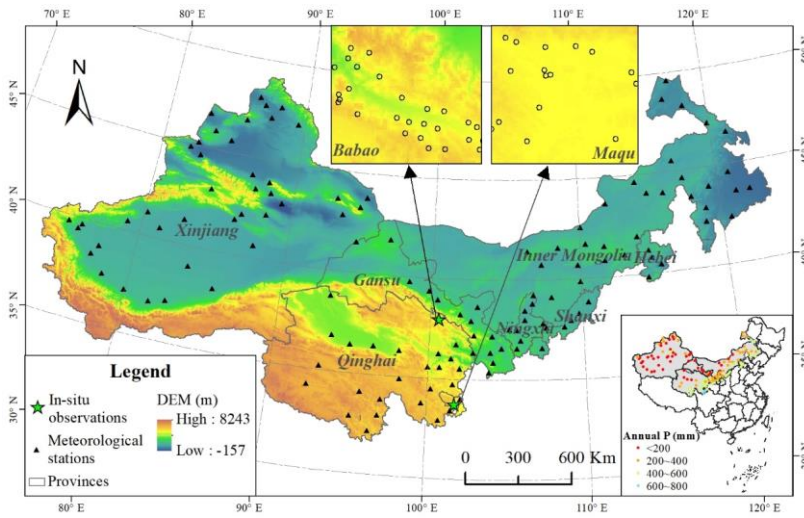 70° E
80° E
90° E
100° E
110° E
120° E
N
45° N
40° N
35° N
30° N
Babao
Maqu
Xinjiang
Gansu
Inner Mongolia
Hebei
Shanxi
Ningxia
Qinghai
Legend
In-situ
observations
Meteorological
stations
Provinces
DEM (m)
High : 8243
Low : -157
0 300 600 Km
Annual P (mm)
<200
200~400
400~600
600~800
80° E
90° E
100° E
110° E
120° E